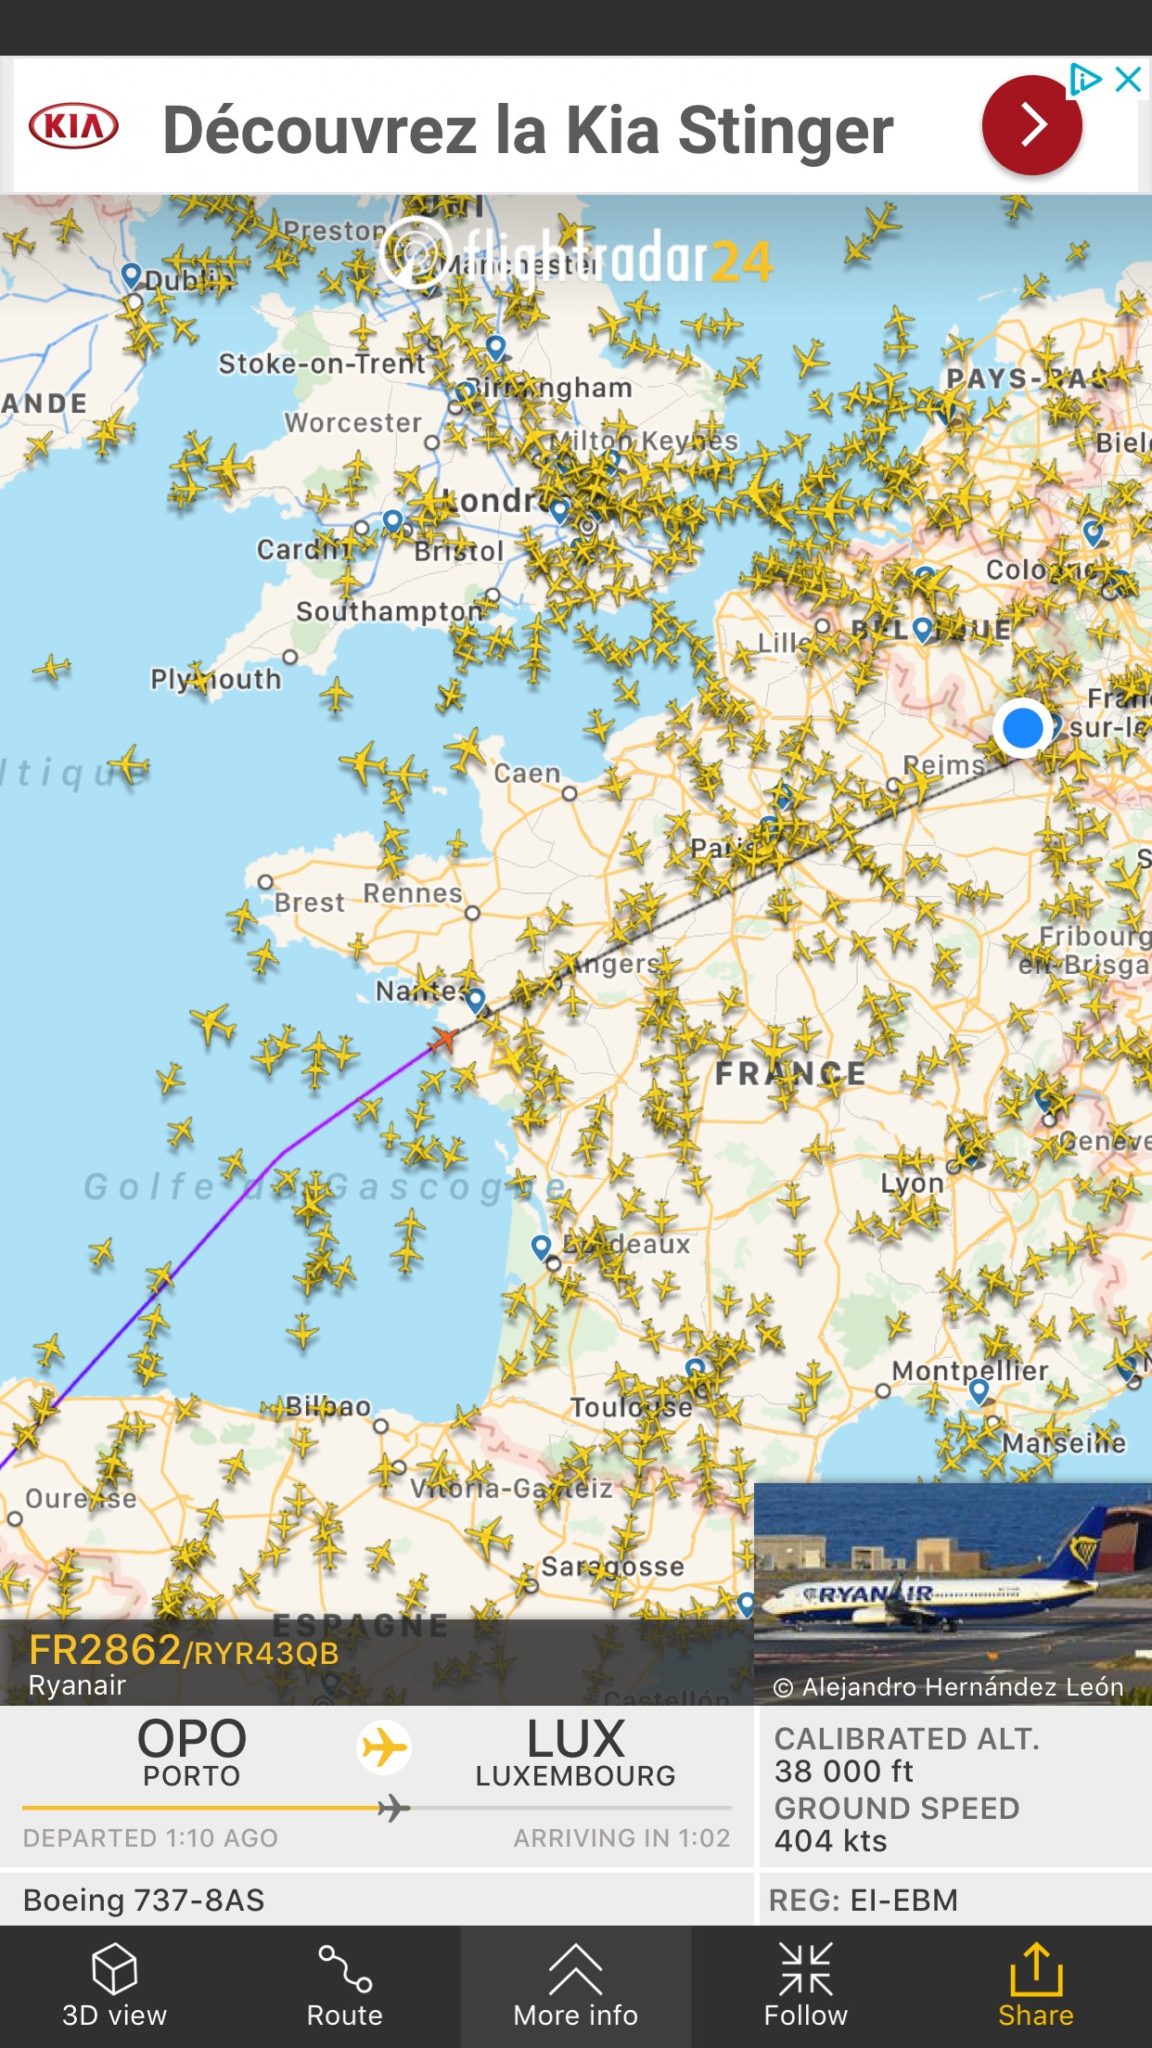 KIA
Découvrez la Kia Stinger
Preston
flightradar24
Manchester
Dublin
Stoke-on-Trent
PAYS-BAS
ANDE
Birmingham
Worcester
Milton Keynes
Biel
Londres
Cardiff
Bristol
Cologne
Southampton
Lille
BELGIQUE
Plymouth
Fran
sur-le
ltique
Caen
Reims
Paris
Brest
Rennes
Fribourg
en-Brisga
Angers
Nantes
FRANCE
Genève
Golfe de Gascogne
Lyon
Bordeaux
Montpellier
Bilbao
Toulouse
Marseille
Ourense
Vitoria-Gasteiz
Saragosse
ESPAGNE
Castellón
FR2862/RYR43QB
Ryanair
RYANAIR
© Alejandro Hernández León
OPO
LUX
PORTO
LUXEMBOURG
DEPARTED 1:10 AGO
ARRIVING IN 1:02
CALIBRATED ALT.
38 000 ft
GROUND SPEED
404 kts
Boeing 737-8AS
REG: EI-EBM
3D view
Route
More info
Follow
Share